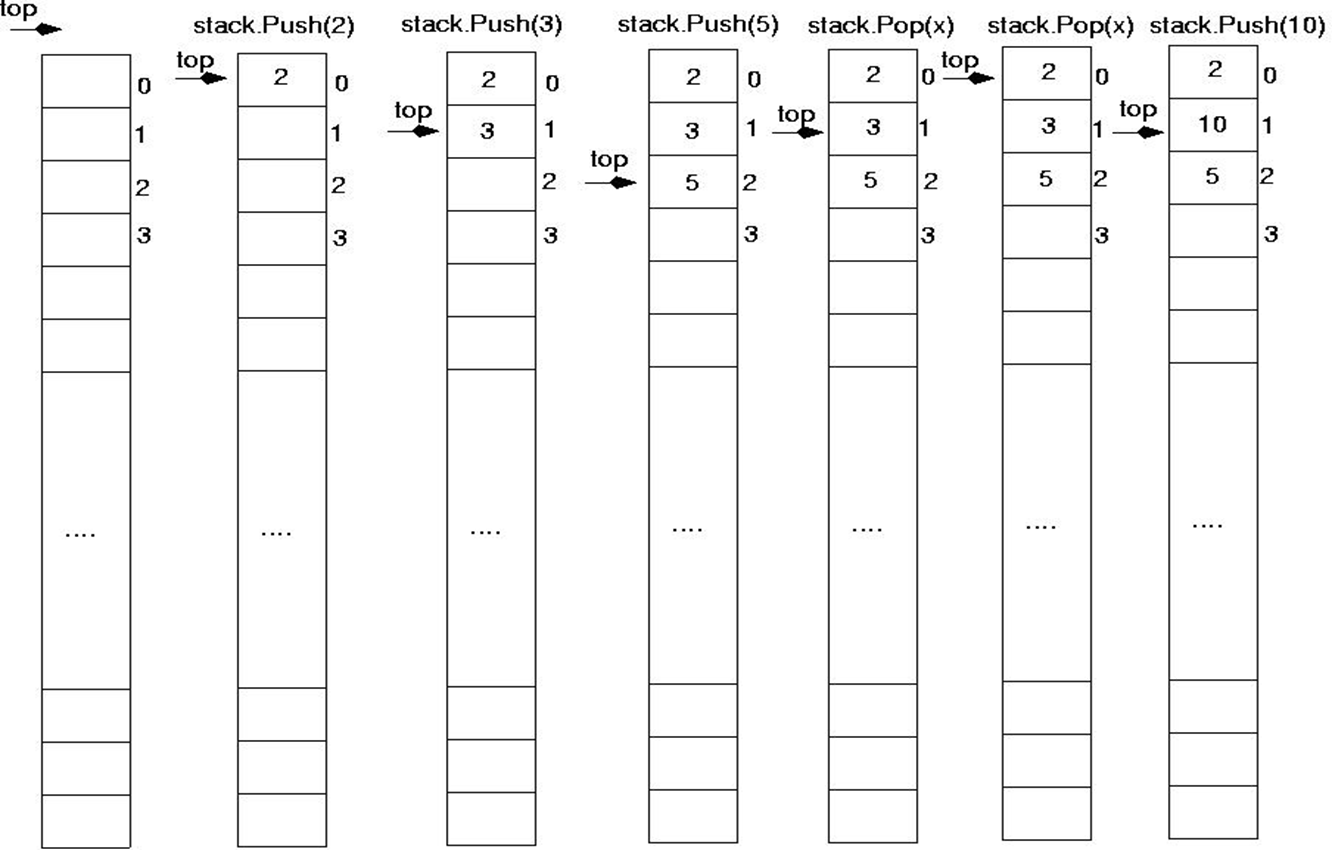 top
stack.Push(2)
stack.Push(3)
stack.Push(5)
stack.Pop(x)
stack.Pop(x)
stack.Push(10)
top 2 0 2 0 2 0 2 0 top 2 0 2 0
0
1 1 top 3 1 3 1 top 3 1 3 1 top 10 1
2 2 2 top 5 2 5 2 5 2 5 2
3 3 3 3 3 3 3
.... .... .... .... .... .... ....